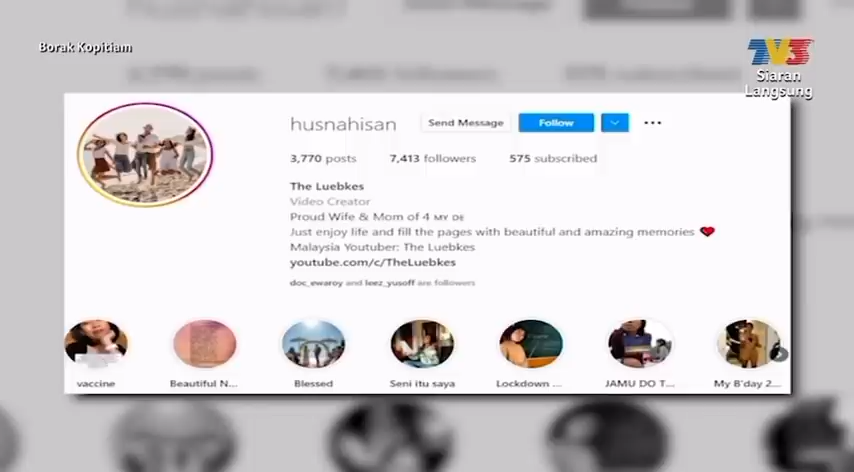 Borak Kopitiam
TV3
Siaran
Langsung
husnahisan
Send Message
Follow
3,770 posts
7,413 followers
575 subscribed
The Luebkes
Video Creator
Proud Wife & Mom of 4 MY DE
Just enjoy life and fill the pages with beautiful and amazing memories ❤️
Malaysia Youtuber: The Luebkes
youtube.com/c/TheLuebkes
doc_ewaroy and leez_yusoff are followers
vaccine
Beautiful N...
Blessed
Seni itu saya
Lockdown ...
JAMU DO T...
My B'day 2...